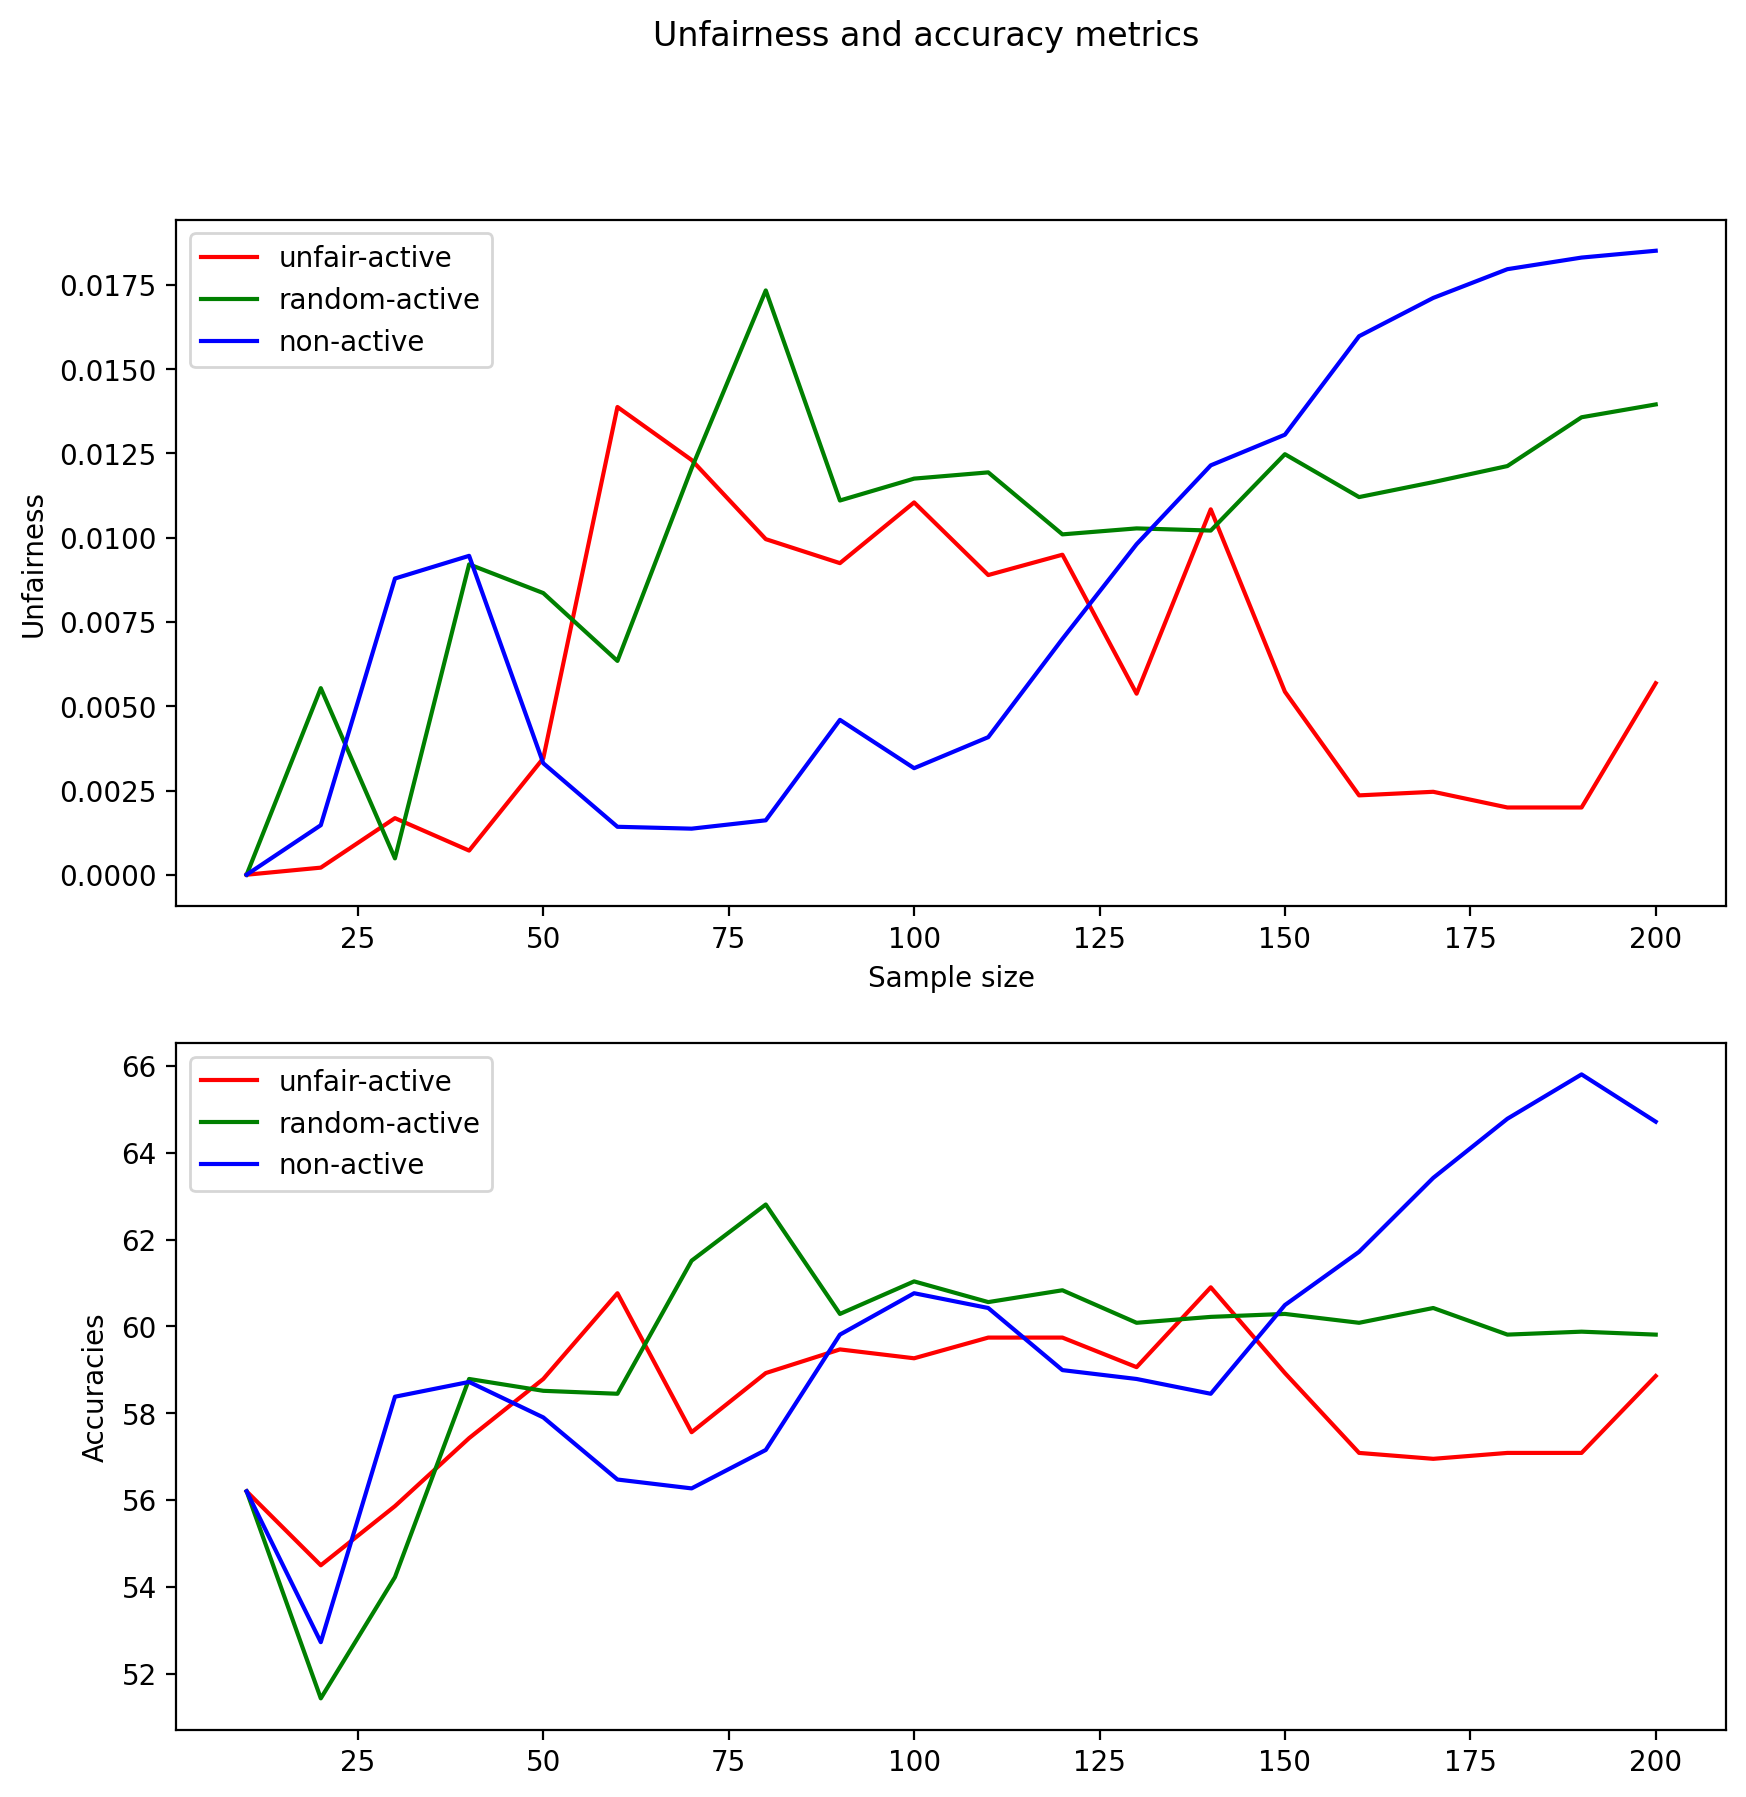 Unfairness and accuracy metrics
unfair-active
random-active
non-active
0.0175
0.0150
0.0125
0.0100
0.0075
0.0050
0.0025
0.0000
Unfairness
25 50 75 100 125 150 175 200
Sample size
unfair-active
random-active
non-active
66
64
62
60
58
56
54
52
Accuracies
25 50 75 100 125 150 175 200